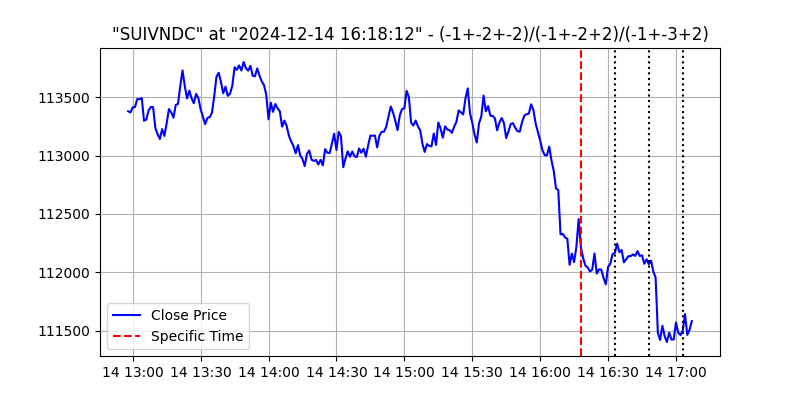 "SUIVNDC" at "2024-12-14 16:18:12" - (-1+-2+-2)/(-1+-2+2)/(-1+-3+2)
113500
113000
112500
112000
111500
Close Price
Specific Time
14 13:00 14 13:30 14 14:00 14 14:30 14 15:00 14 15:30 14 16:00 14 16:30 14 17:00